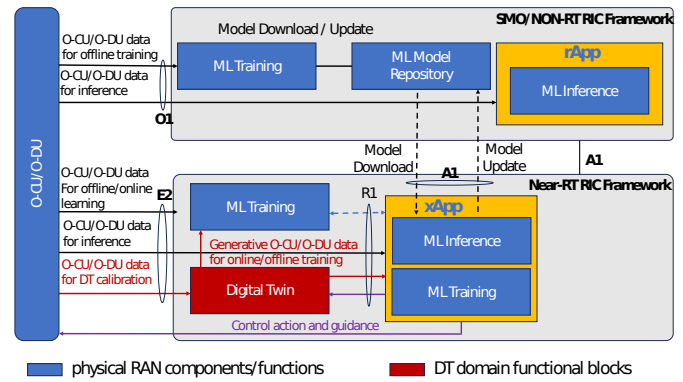 SMO/NON-RT RIC Framework
Model Download / Update
O-CU/O-DU data
for offline training
ML Training
ML Model
Repository
rApp
ML Inference
O-CU/O-DU data
for inference
O1
O-CU/O-DU
Model
Download
Model
Update
A1
A1
Near-RT RIC Framework
O-CU/O-DU data
For offline/online
learning
E2
R1
ML Training
xApp
O-CU/O-DU data
for inference
Generative O-CU/O-DU data
for online/offline training
ML Inference
O-CU/O-DU data
for DT calibration
Digital Twin
ML Training
Control action and guidance
physical RAN components/functions
DT domain functional blocks